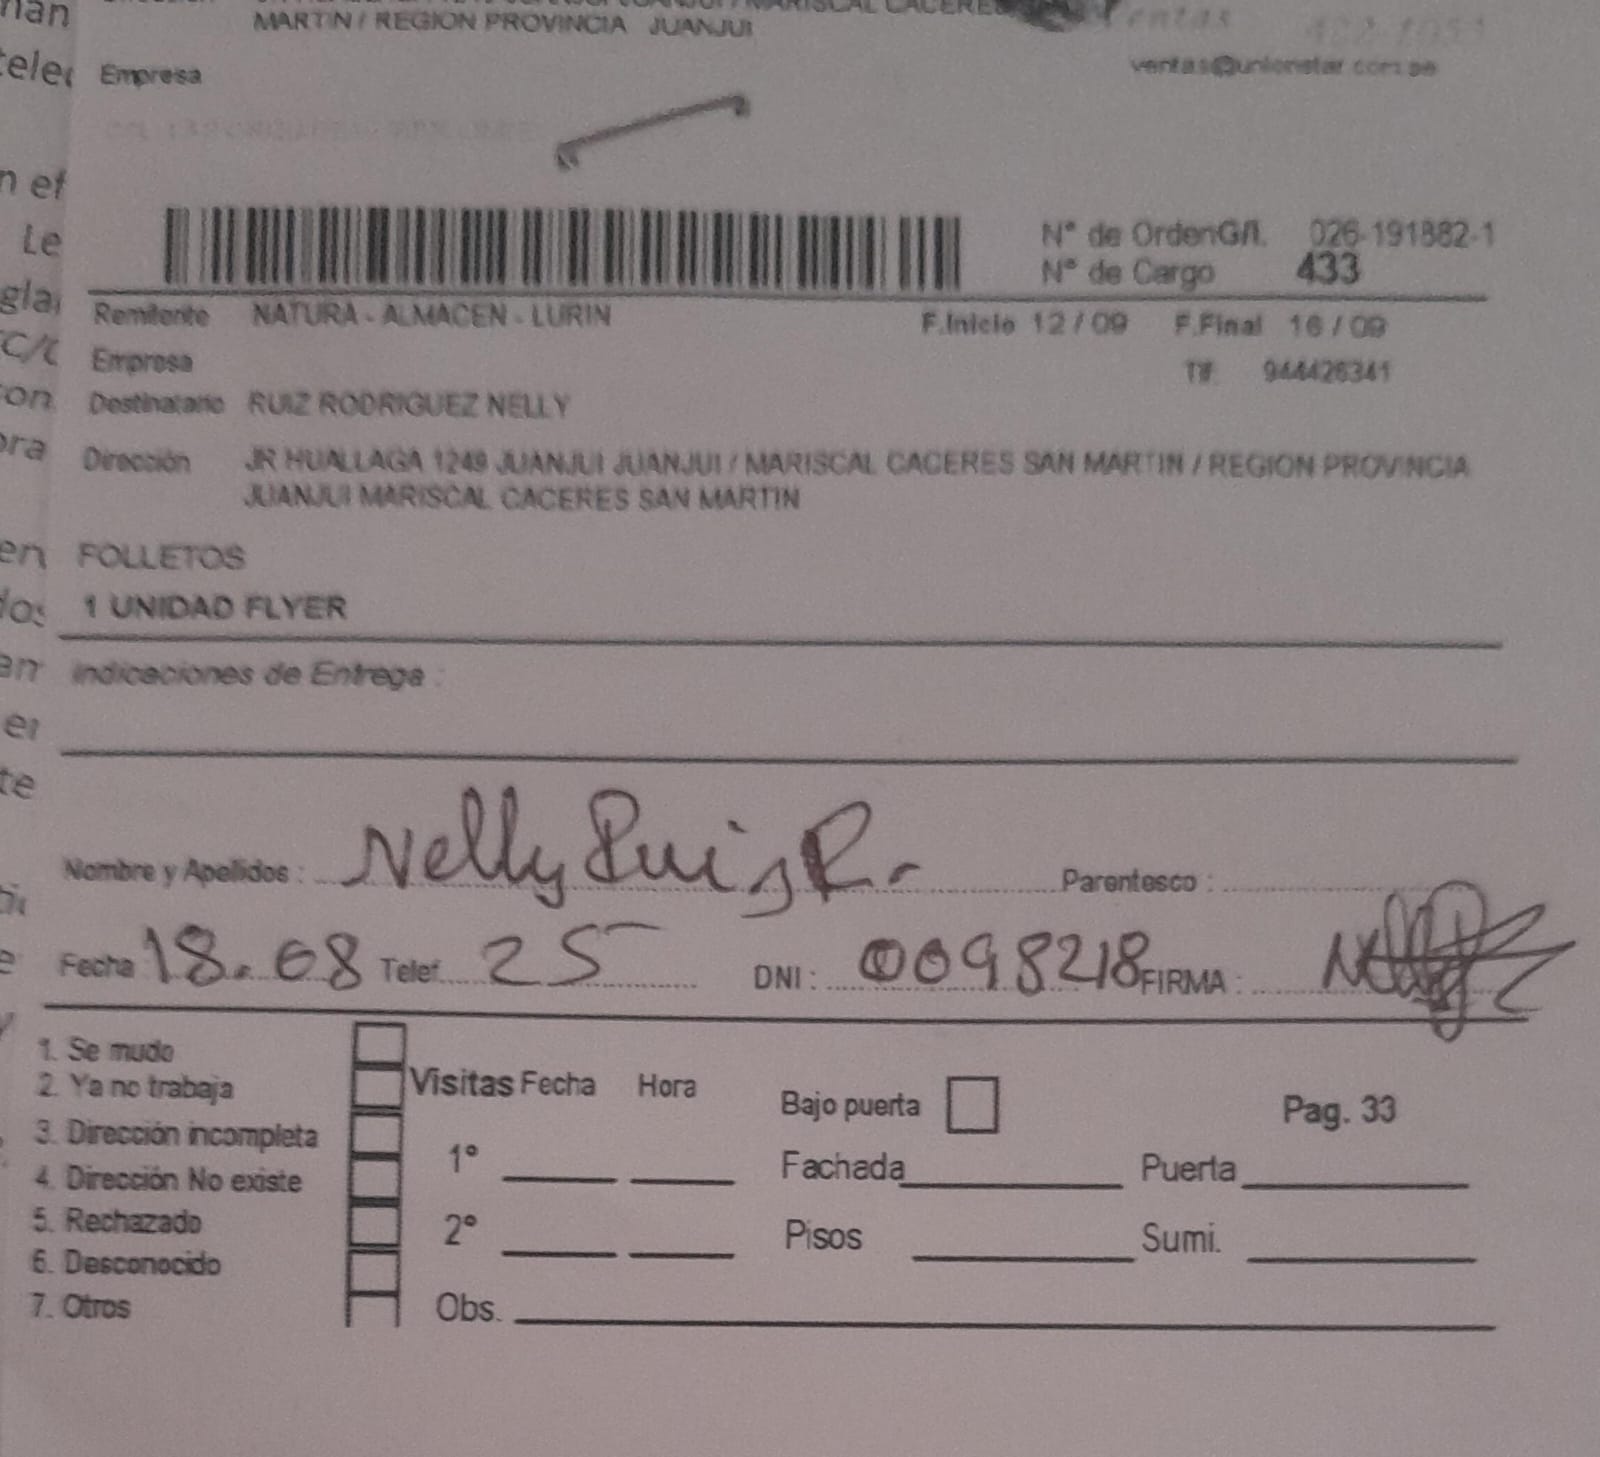 MARTIN / REGION PROVINCIA JUANJUI
Empresa
ventas@unionstar.com.pe
Nº de OrdenG/I. 026-191882-1
Nº de Cargo 433
Remitente NATURA - ALMACEN - LURIN F.Inicio 12 / 09 F.Final 16 / 09
Empresa Tlf. 944426341
Destinatario RUIZ RODRIGUEZ NELLY
Dirección JR HUALLAGA 1249 JUANJUI JUANJUI / MARISCAL CACERES SAN MARTIN / REGION PROVINCIA
JUANJUI MARISCAL CACERES SAN MARTIN
FOLLETOS
1 UNIDAD FLYER
Indicaciones de Entrega :
Nombre y Apellidos : Nelly Ruiz R. Parentesco :
Fecha 18.08 Telef. 25 DNI : 0098218 FIRMA :
1. Se mudo
2. Ya no trabaja Visitas Fecha Hora Bajo puerta Pag. 33
3. Dirección incompleta
1° Fachada Puerta
4. Dirección No existe
5. Rechazado
2° Pisos Sumi.
6. Desconocido
7. Otros Obs.